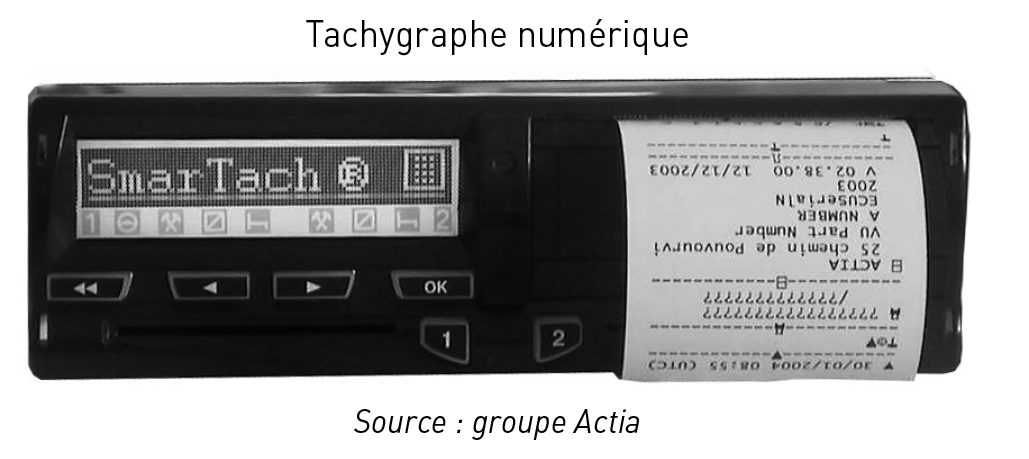 Tachygraphe numérique
SmarTach ®
1 2
OK
1 2
30/01/2004 08:55 (UTC)
?????????????????
/?????????????
ACTIA
25 chemin de Pouvourvi
VU Part Number
A NUMBER
ECUSerialN
2003
V 02.38.00 12/12/2003
T
Source : groupe Actia